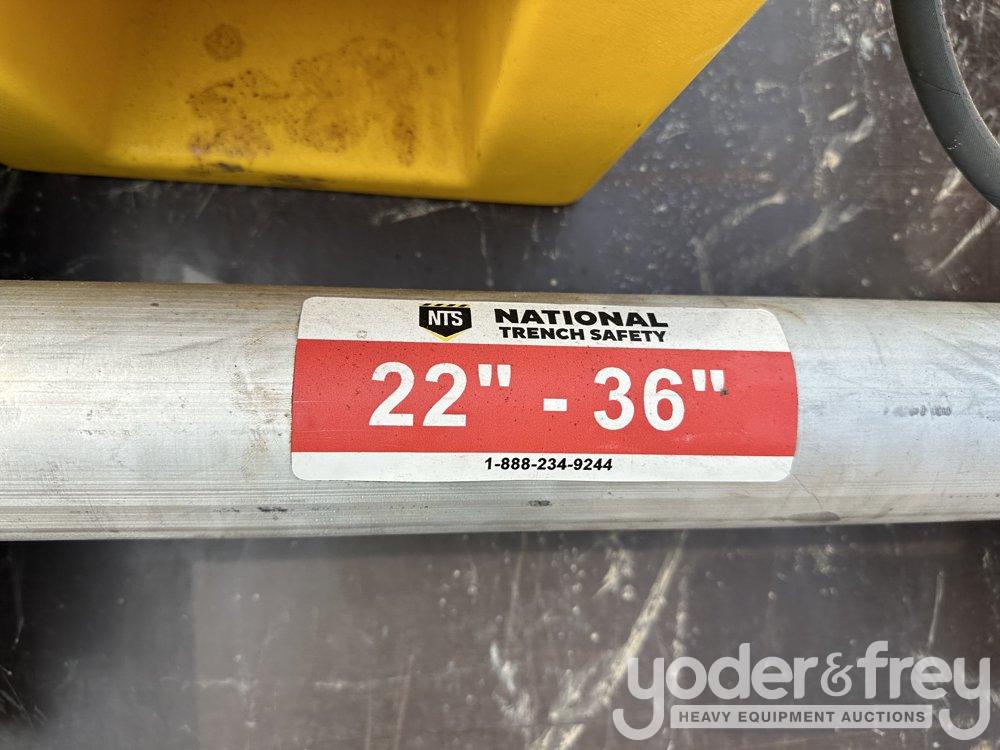 NTS
NATIONAL
TRENCH SAFETY
22" - 36"
1-888-234-9244
yoder&frey
HEAVY EQUIPMENT AUCTIONS